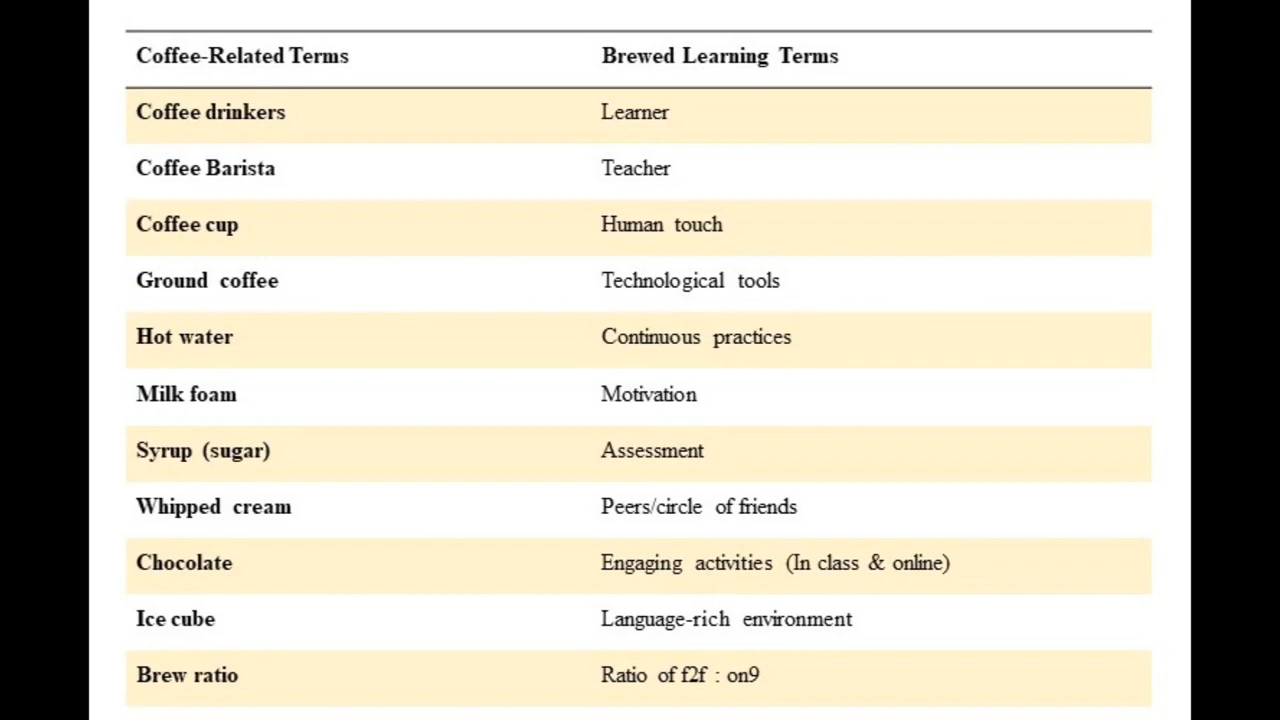 Coffee-Related Terms Brewed Learning Terms
Coffee drinkers Learner
Coffee Barista Teacher
Coffee cup Human touch
Ground coffee Technological tools
Hot water Continuous practices
Milk foam Motivation
Syrup (sugar) Assessment
Whipped cream Peers/circle of friends
Chocolate Engaging activities (In class & online)
Ice cube Language-rich environment
Brew ratio Ratio of f2f : on9